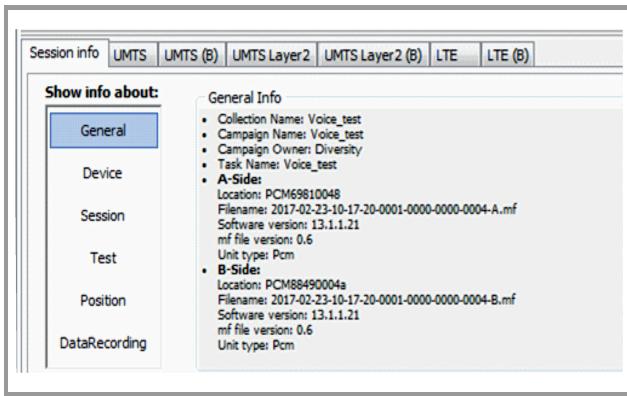 Session info UMTS UMTS (B) UMTS Layer2 UMTS Layer2 (B) LTE LTE (B)
Show info about:
General
Device
Session
Test
Position
DataRecording
General Info
• Collection Name: Voice_test
• Campaign Name: Voice_test
• Campaign Owner: Diversity
• Task Name: Voice_test
• A-Side:
Location: PCM69810048
Filename: 2017-02-23-10-17-20-0001-0000-0000-0004-A.mf
Software version: 13.1.1.21
mf file version: 0.6
Unit type: Pcm
• B-Side:
Location: PCM88490004a
Filename: 2017-02-23-10-17-20-0001-0000-0000-0004-B.mf
Software version: 13.1.1.21
mf file version: 0.6
Unit type: Pcm